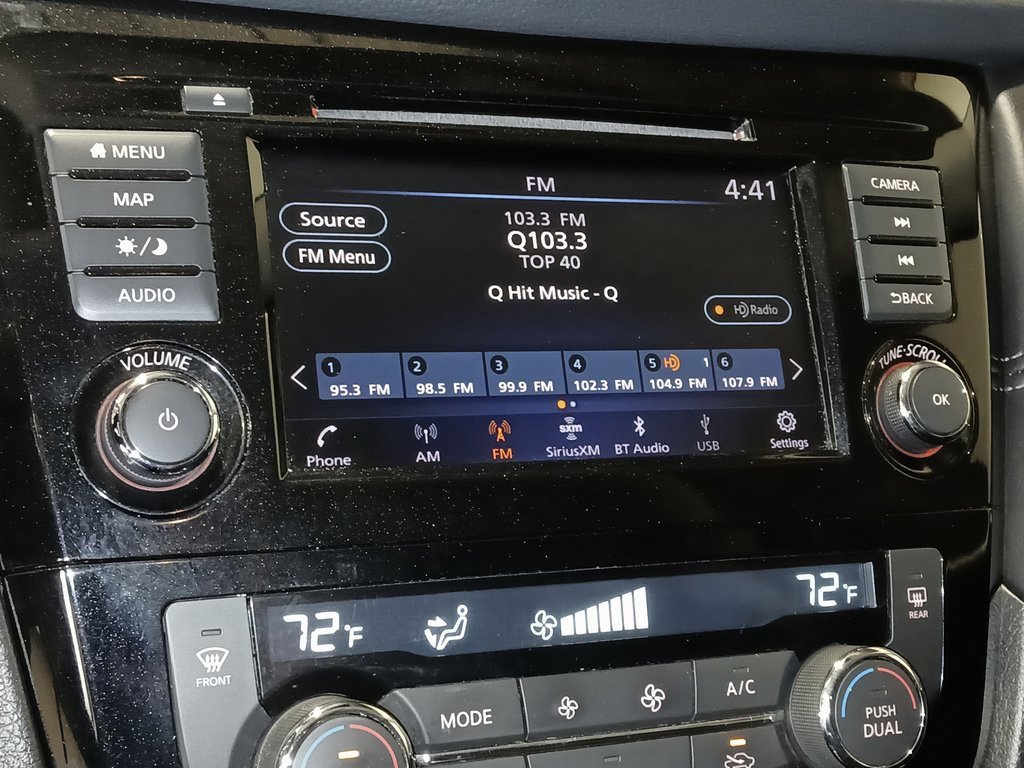 MENU
MAP
AUDIO
VOLUME
FM
4:41
Source
FM Menu
103.3 FM
Q103.3
TOP 40
Q Hit Music - Q
HD Radio
1 2 3 4 5 HD 1 6
95.3 FM 98.5 FM 99.9 FM 102.3 FM 104.9 FM 107.9 FM
Phone AM FM sxm SiriusXM BT Audio USB Settings
CAMERA
BACK
TUNE·SCROLL
OK
72°F 72°F
FRONT
REAR
MODE
A/C
PUSH
DUAL